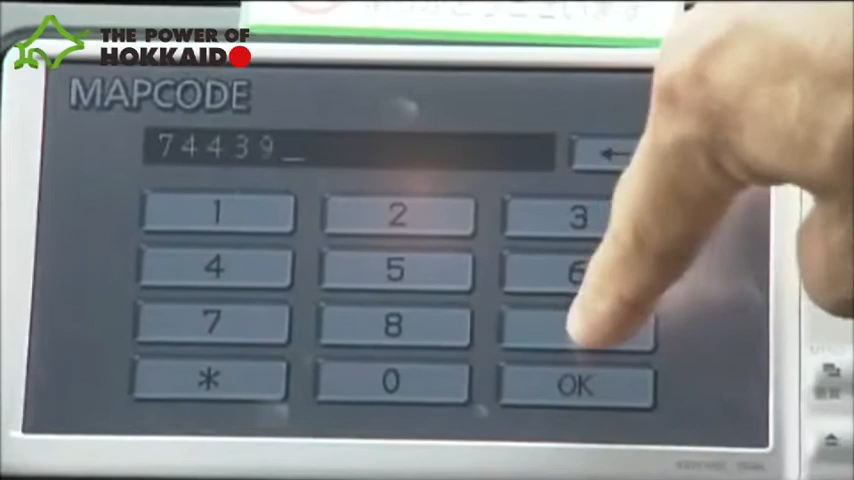 THE POWER OF
HOKKAIDO
MAPCODE
74439_
←
1 2 3
4 5 6
7 8
* 0 OK